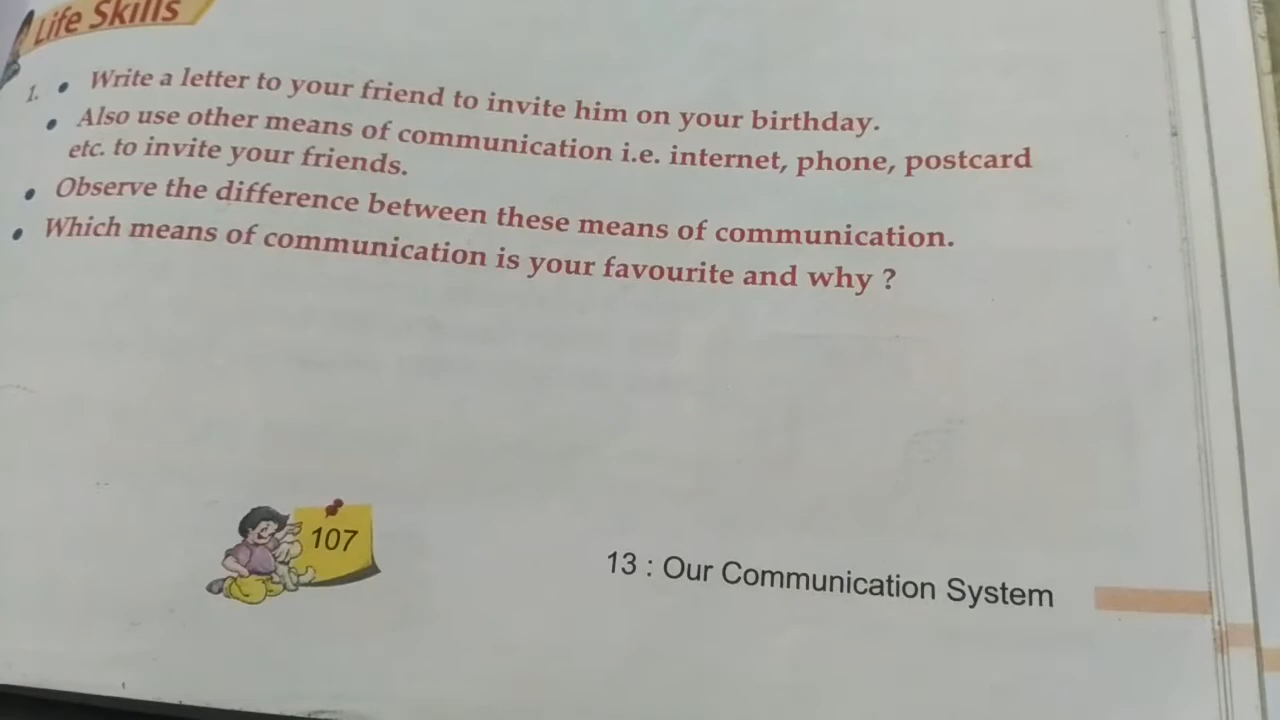 Life Skills
1. • Write a letter to your friend to invite him on your birthday.
• Also use other means of communication i.e. internet, phone, postcard
etc. to invite your friends.
• Observe the difference between these means of communication.
• Which means of communication is your favourite and why ?
107
13 : Our Communication System